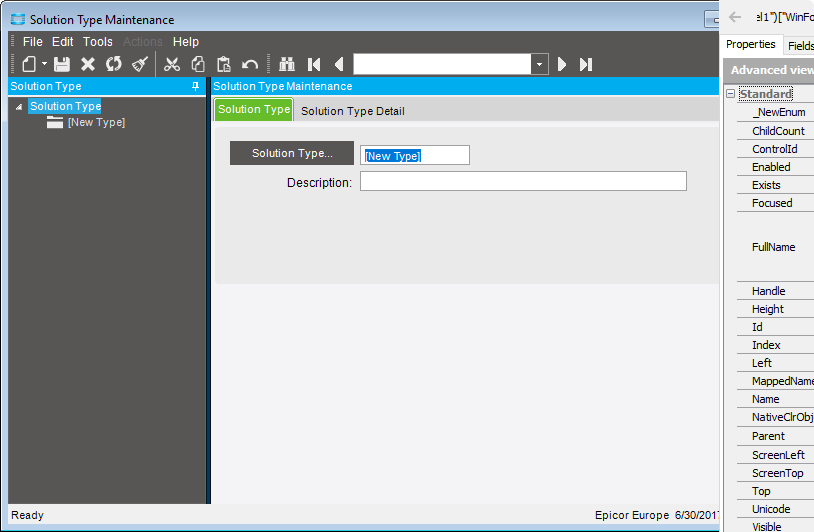 Solution Type Maintenance
File Edit Tools Actions Help
Solution Type
Solution Type
[New Type]
Solution Type Maintenance
Solution Type Solution Type Detail
Solution Type... [New Type]
Description:
Ready Epicor Europe 6/30/2017
el1")["WinFo
Properties Fields
Advanced view
Standard
_NewEnum
ChildCount
ControlId
Enabled
Exists
Focused
FullName
Handle
Height
Id
Index
Left
MappedName
Name
NativeClrObj
Parent
ScreenLeft
ScreenTop
Top
Unicode
Visible